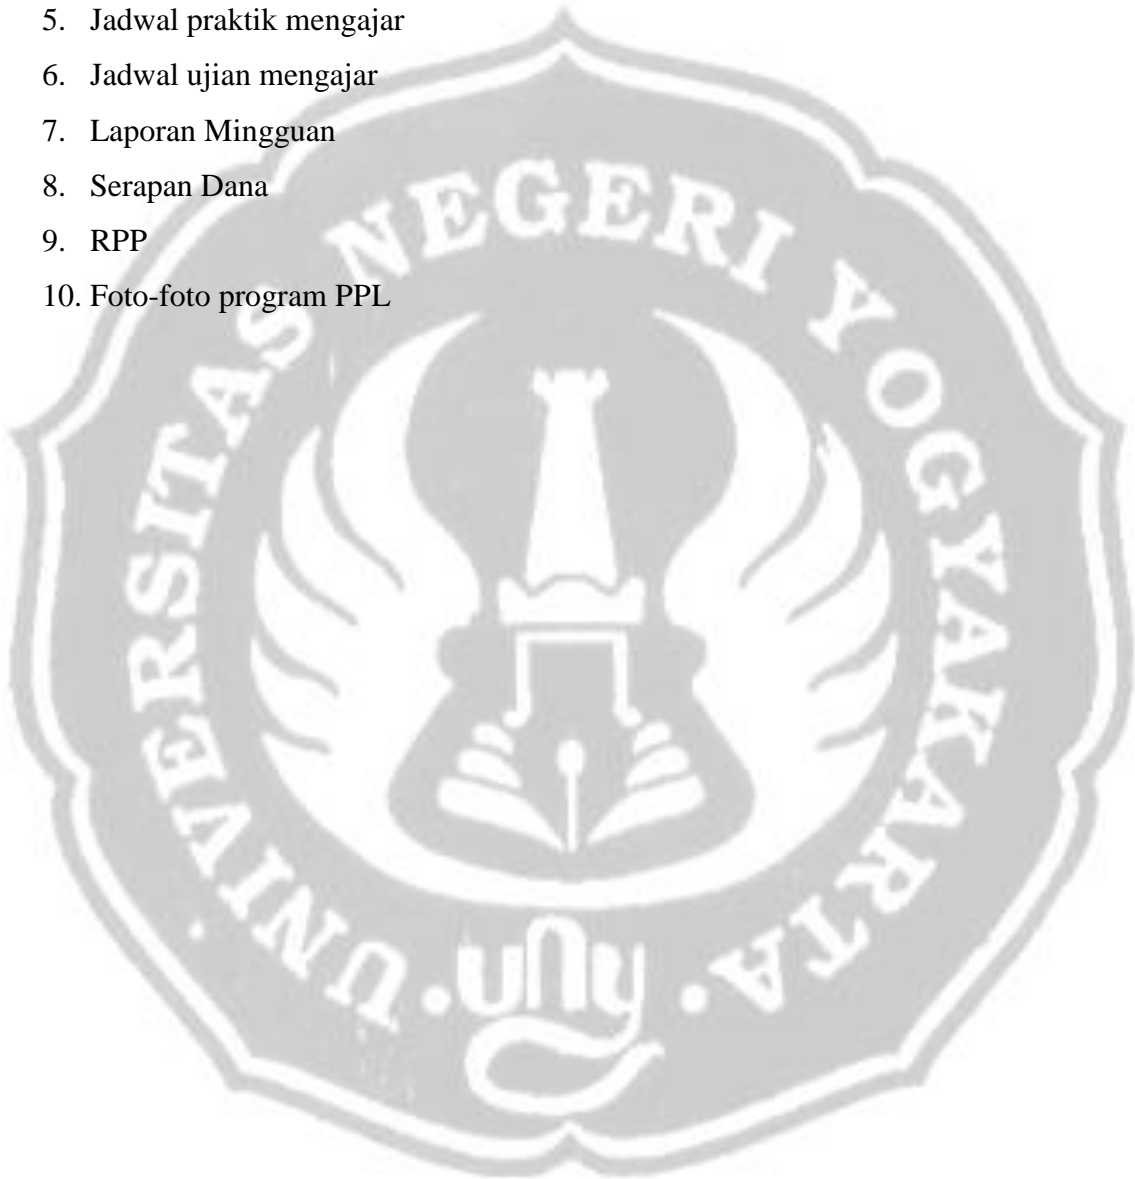 5. Jadwal praktik mengajar
6. Jadwal ujian mengajar
7. Laporan Mingguan
8. Serapan Dana
9. RPP
10. Foto-foto program PPL
UNIVERSITAS NEGERI YOGYAKARTA
uny